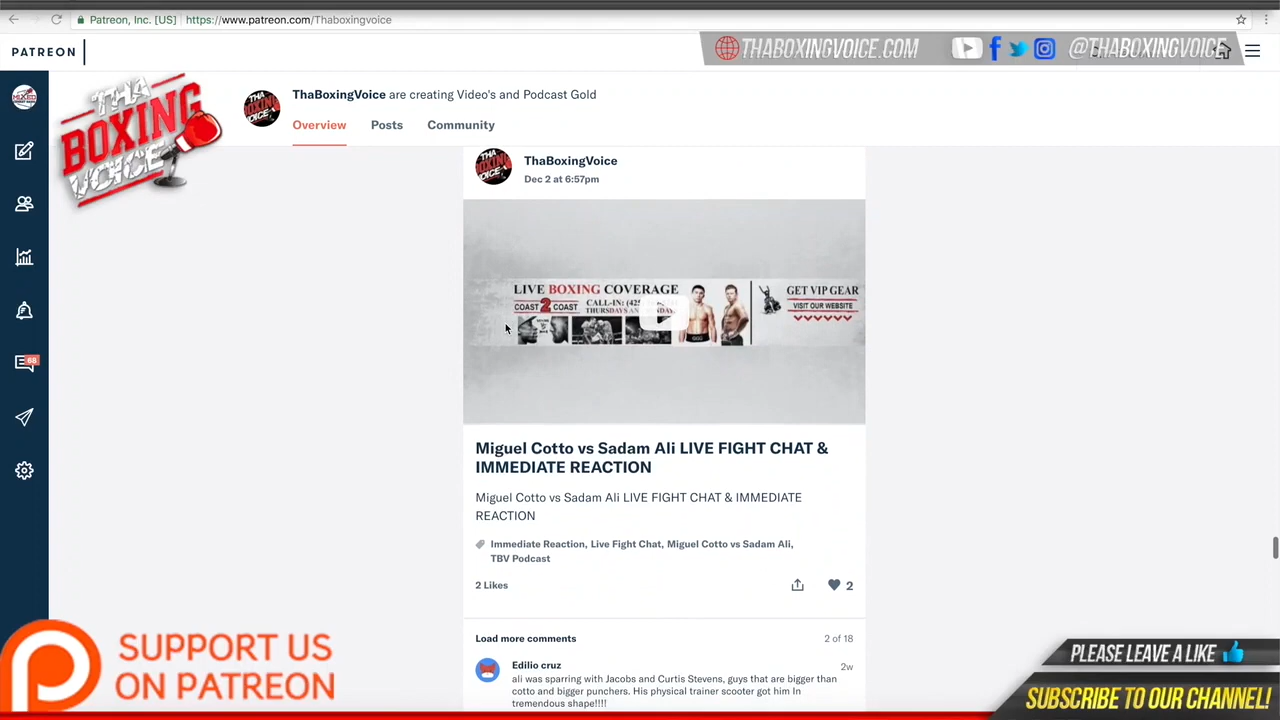 Patreon, Inc. [US] https://www.patreon.com/Thaboxingvoice
PATREON
THABOXINGVOICE.COM
@THABOXINGVOICE
THA BOXING VOICE
ThaBoxingVoice are creating Video's and Podcast Gold
Overview Posts Community
ThaBoxingVoice
Dec 2 at 6:57pm
LIVE BOXING COVERAGE
COAST 2 COAST
CALL-IN:
THURSDAYS
GET VIP GEAR
VISIT OUR WEBSITE
Miguel Cotto vs Sadam Ali LIVE FIGHT CHAT &
IMMEDIATE REACTION
Miguel Cotto vs Sadam Ali LIVE FIGHT CHAT & IMMEDIATE
REACTION
Immediate Reaction, Live Fight Chat, Miguel Cotto vs Sadam Ali,
TBV Podcast
2 Likes
2
Load more comments
2 of 18
Edilio cruz
2w
ali was sparring with Jacobs and Curtis Stevens, guys that are bigger than
cotto and bigger punchers. His physical trainer scooter got him In
tremendous shape!!!!
68
SUPPORT US
ON PATREON
PLEASE LEAVE A LIKE
SUBSCRIBE TO OUR CHANNEL!